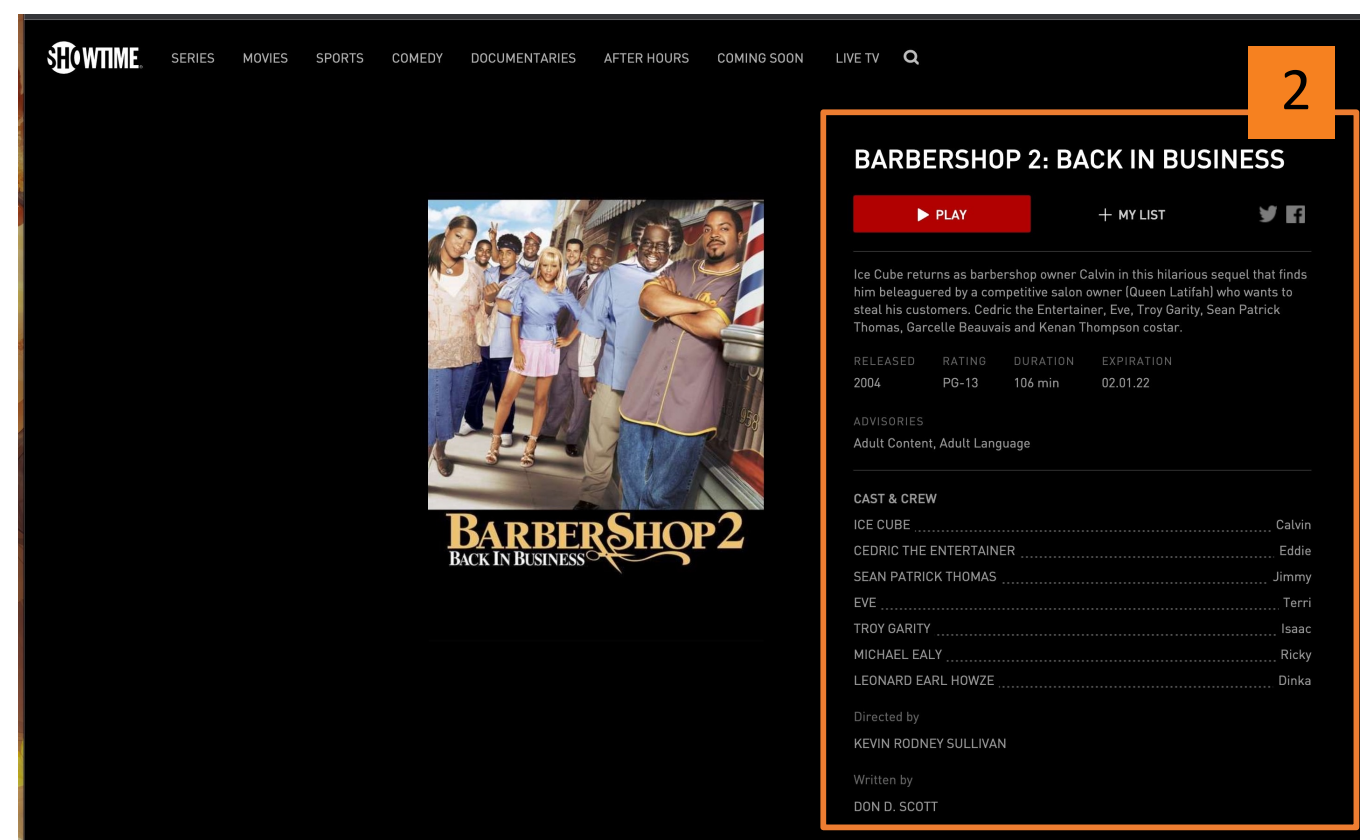 SHOWTIME SERIES MOVIES SPORTS COMEDY DOCUMENTARIES AFTER HOURS COMING SOON LIVE TV
2
BARBERSHOP 2: BACK IN BUSINESS
PLAY + MY LIST
Ice Cube returns as barbershop owner Calvin in this hilarious sequel that finds
him beleaguered by a competitive salon owner (Queen Latifah) who wants to
steal his customers. Cedric the Entertainer, Eve, Troy Garity, Sean Patrick
Thomas, Garcelle Beauvais and Kenan Thompson costar.
RELEASED RATING DURATION EXPIRATION
2004 PG-13 106 min 02.01.22
ADVISORIES
Adult Content, Adult Language
CAST & CREW
ICE CUBE Calvin
CEDRIC THE ENTERTAINER Eddie
SEAN PATRICK THOMAS Jimmy
EVE Terri
TROY GARITY Isaac
MICHAEL EALY Ricky
LEONARD EARL HOWZE Dinka
Directed by
KEVIN RODNEY SULLIVAN
Written by
DON D. SCOTT
958
BARBERSHOP 2
BACK IN BUSINESS